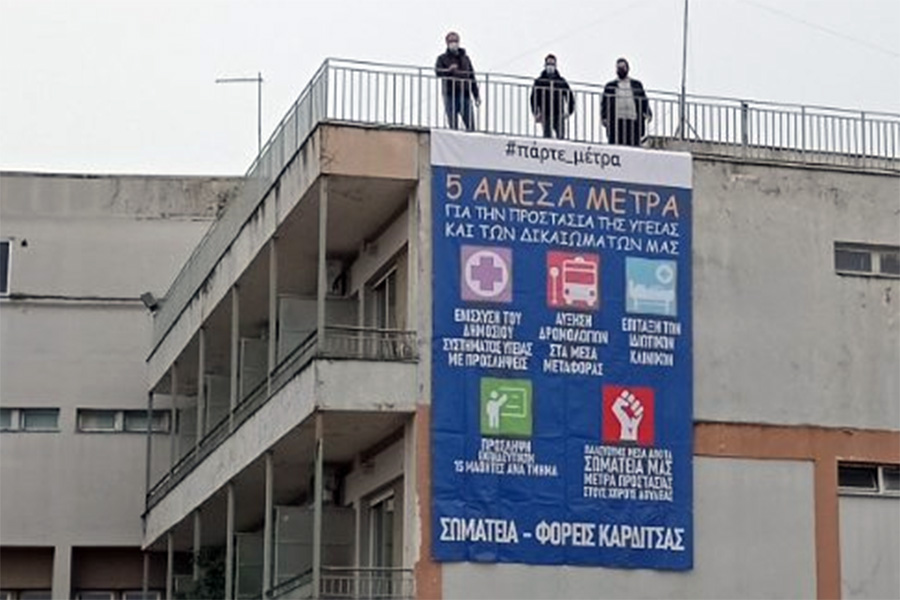 #πάρτε_μέτρα
5 ΑΜΕΣΑ ΜΕΤΡΑ
ΓΙΑ ΤΗΝ ΠΡΟΣΤΑΣΙΑ ΤΗΣ ΥΓΕΙΑΣ
ΚΑΙ ΤΩΝ ΔΙΚΑΙΩΜΑΤΩΝ ΜΑΣ
ΕΝΙΣΧΥΣΗ ΤΟΥ
ΔΗΜΟΣΙΟΥ
ΣΥΣΤΗΜΑΤΟΣ ΥΓΕΙΑΣ
ΜΕ ΠΡΟΣΛΗΨΕΙΣ
ΑΥΞΗΣΗ
ΔΡΟΜΟΛΟΓΙΩΝ
ΣΤΑ ΜΕΣΑ
ΜΕΤΑΦΟΡΑΣ
ΕΠΙΤΑΞΗ ΤΩΝ
ΙΔΙΩΤΙΚΩΝ
ΚΛΙΝΙΚΩΝ
ΠΡΟΣΛΗΨΗ
ΕΚΠΑΙΔΕΥΤΙΚΩΝ
15 ΜΑΘΗΤΕΣ ΑΝΑ ΤΜΗΜΑ
ΠΑΛΕΥΟΥΜΕ ΜΕΣΑ ΑΠΟ ΤΑ
ΣΩΜΑΤΕΙΑ ΜΑΣ
ΜΕΤΡΑ ΠΡΟΣΤΑΣΙΑΣ
ΣΤΟΥΣ ΧΩΡΟΥΣ ΔΟΥΛΕΙΑΣ
ΣΩΜΑΤΕΙΑ - ΦΟΡΕΙΣ ΚΑΡΔΙΤΣΑΣ